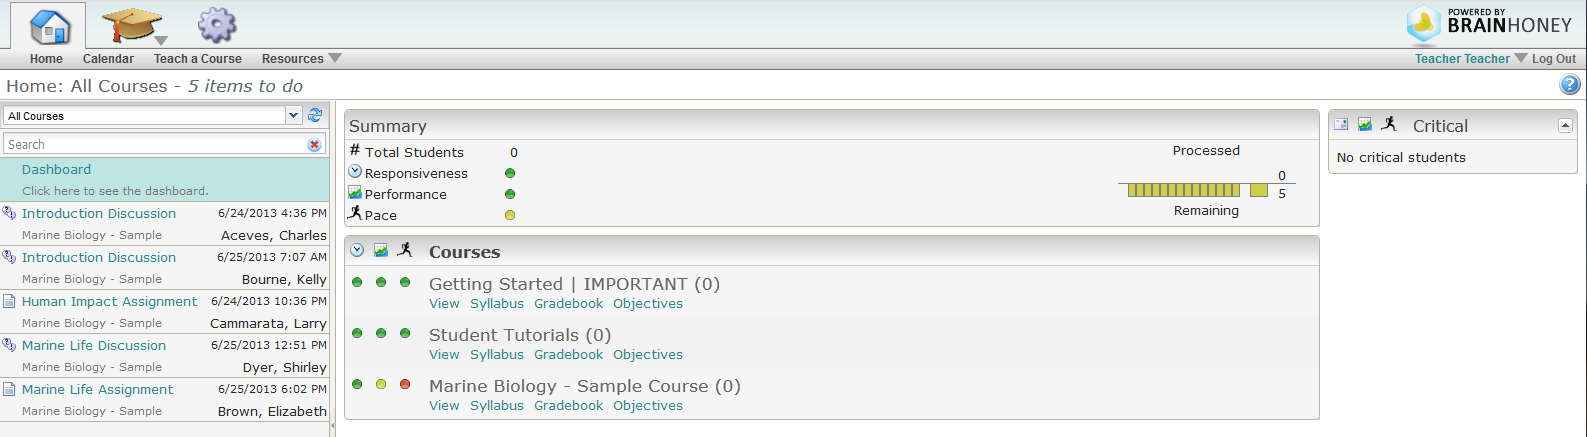 POWERED BY
BRAINHONEY
Home Calendar Teach a Course Resources
Teacher Teacher Log Out
Home: All Courses - 5 items to do
All Courses
Search
Dashboard
Click here to see the dashboard.
Introduction Discussion 6/24/2013 4:36 PM
Marine Biology - Sample Aceves, Charles
Introduction Discussion 6/25/2013 7:07 AM
Marine Biology - Sample Bourne, Kelly
Human Impact Assignment 6/24/2013 10:36 PM
Marine Biology - Sample Cammarata, Larry
Marine Life Discussion 6/25/2013 12:51 PM
Marine Biology - Sample Dyer, Shirley
Marine Life Assignment 6/25/2013 6:02 PM
Marine Biology - Sample Brown, Elizabeth
Summary
# Total Students 0
Responsiveness
Performance
Pace
Processed
0
5
Remaining
Courses
Getting Started | IMPORTANT (0)
View Syllabus Gradebook Objectives
Student Tutorials (0)
View Syllabus Gradebook Objectives
Marine Biology - Sample Course (0)
View Syllabus Gradebook Objectives
Critical
No critical students